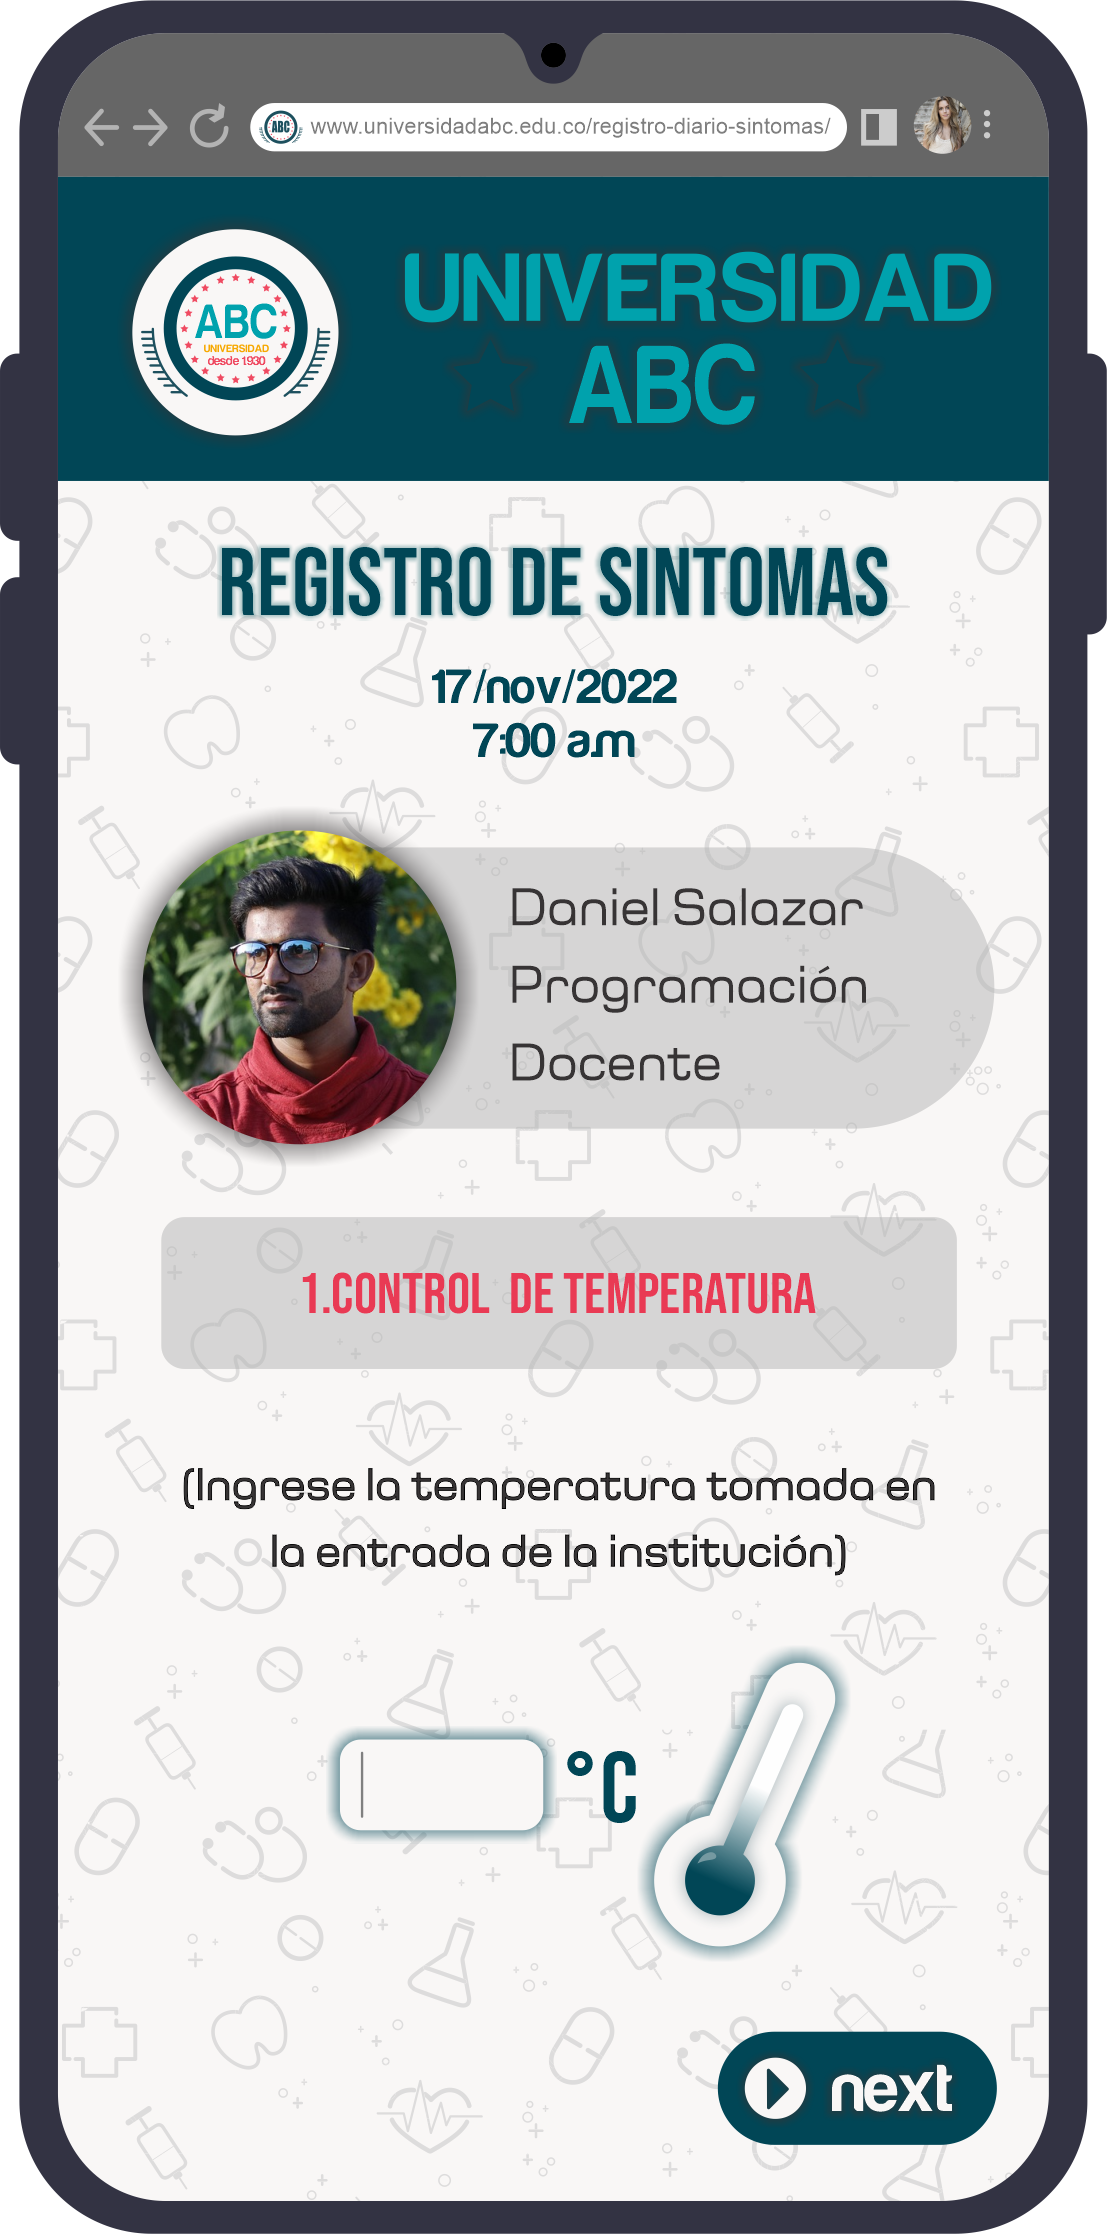 ABC
www.universidadabc.edu.co/registro-diario-sintomas/
ABC
UNIVERSIDAD
desde 1930
UNIVERSIDAD
ABC
REGISTRO DE SINTOMAS
17/nov/2022
7:00 a.m
Daniel Salazar
Programación
Docente
1.CONTROL DE TEMPERATURA
(Ingrese la temperatura tomada en
la entrada de la institución)
°C
next